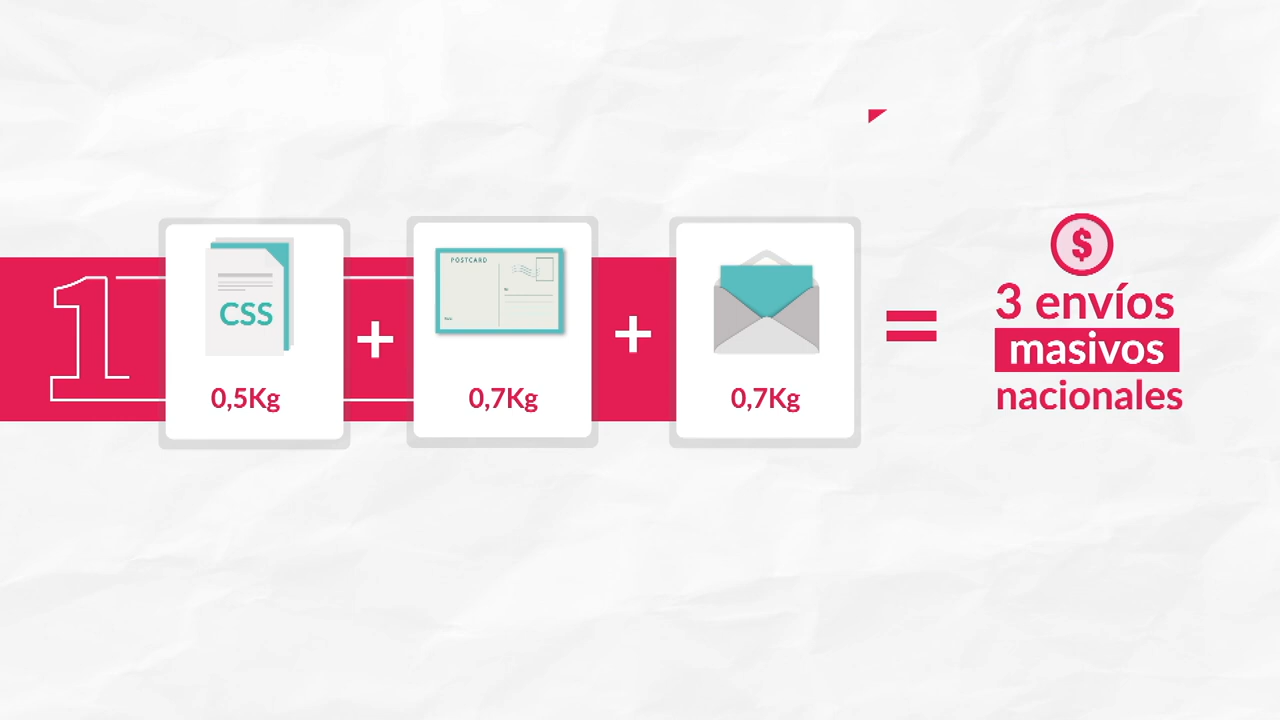 1
CSS
0,5Kg
+
POSTCARD
0,7Kg
+
0,7Kg
=
$
3 envíos
masivos
nacionales